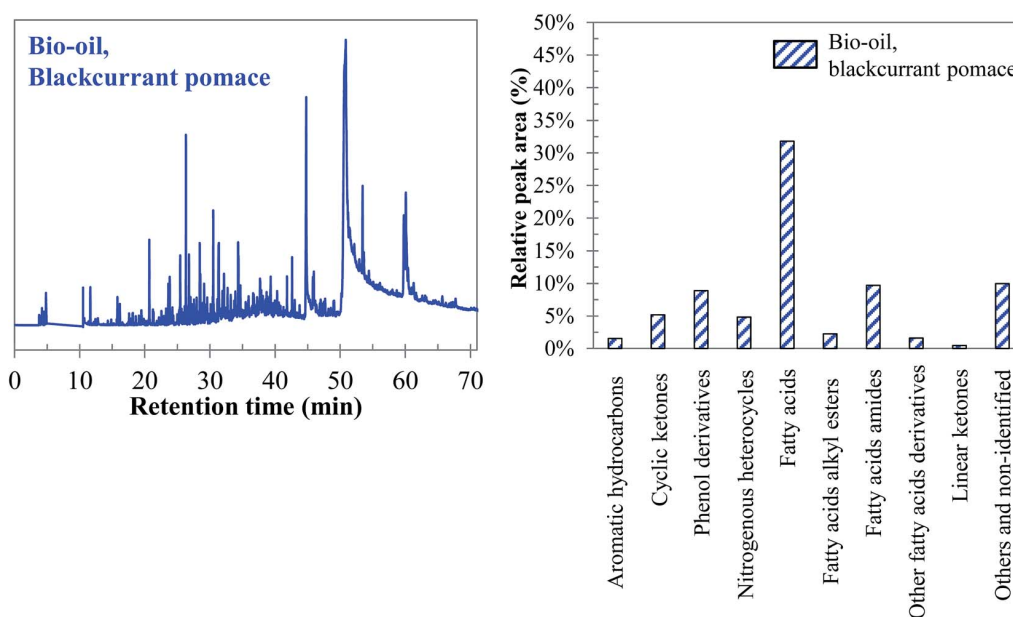 Bio-oil,
Blackcurrant pomace
0 10 20 30 40 50 60 70
Retention time (min)
Relative peak area (%)
50%
45%
40%
35%
30%
25%
20%
15%
10%
5%
0%
Bio-oil,
blackcurrant pomace
Aromatic hydrocarbons
Cyclic ketones
Phenol derivatives
Nitrogenous heterocycles
Fatty acids
Fatty acids alkyl esters
Fatty acids amides
Other fatty acids derivatives
Linear ketones
Others and non-identified